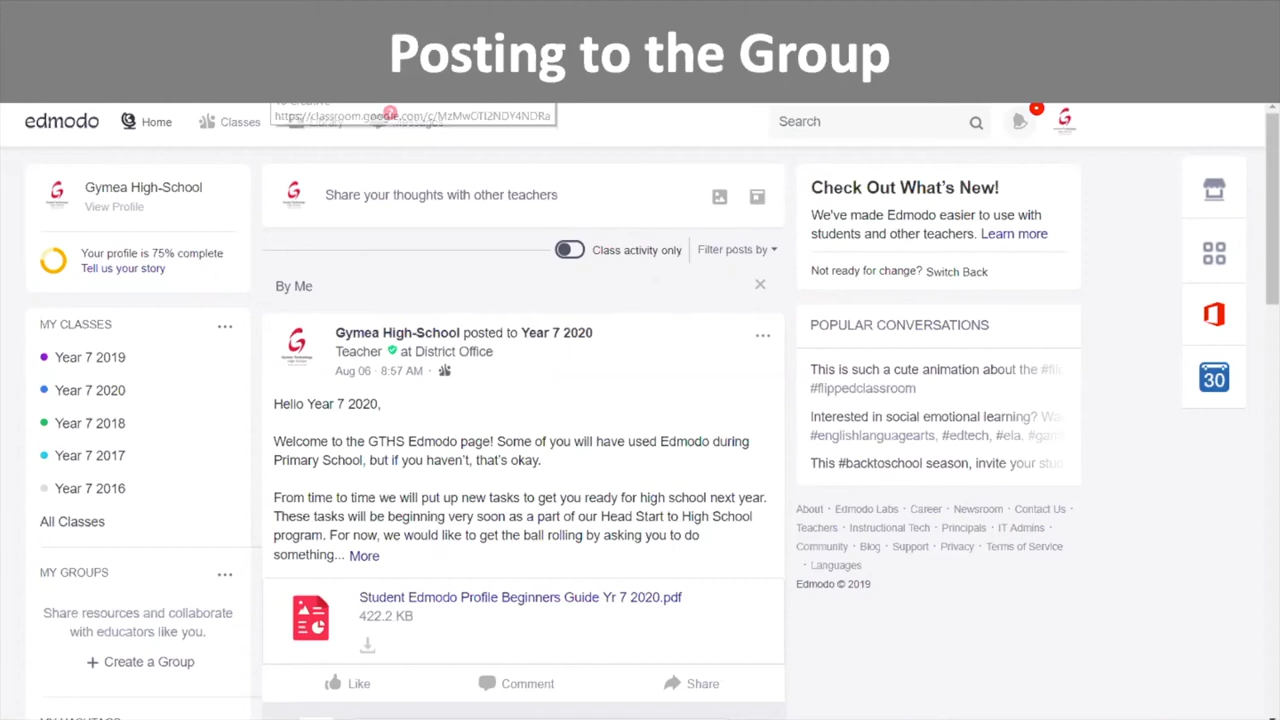 Posting to the Group
edmodo
Home
Classes
https://classroom.google.com/c/MzMwOTI2NDY4NDRa
Search
Gymea High-School
View Profile
Your profile is 75% complete
Tell us your story
MY CLASSES
Year 7 2019
Year 7 2020
Year 7 2018
Year 7 2017
Year 7 2016
All Classes
MY GROUPS
Share resources and collaborate
with educators like you.
+ Create a Group
Share your thoughts with other teachers
Class activity only
Filter posts by
By Me
Gymea High-School posted to Year 7 2020
Teacher at District Office
Aug 06 · 8:57 AM ·
Hello Year 7 2020,
Welcome to the GTHS Edmodo page! Some of you will have used Edmodo during
Primary School, but if you haven't, that's okay.
From time to time we will put up new tasks to get you ready for high school next year.
These tasks will be beginning very soon as a part of our Head Start to High School
program. For now, we would like to get the ball rolling by asking you to do
something... More
Student Edmodo Profile Beginners Guide Yr 7 2020.pdf
422.2 KB
Like
Comment
Share
Check Out What's New!
We've made Edmodo easier to use with
students and other teachers. Learn more
Not ready for change? Switch Back
POPULAR CONVERSATIONS
This is such a cute animation about the
#flippedclassroom
Interested in social emotional learning?
#englishlanguagearts, #edtech, #ela,
This #backtoschool season, invite your
About · Edmodo Labs · Career · Newsroom · Contact Us ·
Teachers · Instructional Tech · Principals · IT Admins ·
Community · Blog · Support · Privacy · Terms of Service
· Languages
Edmodo © 2019
30